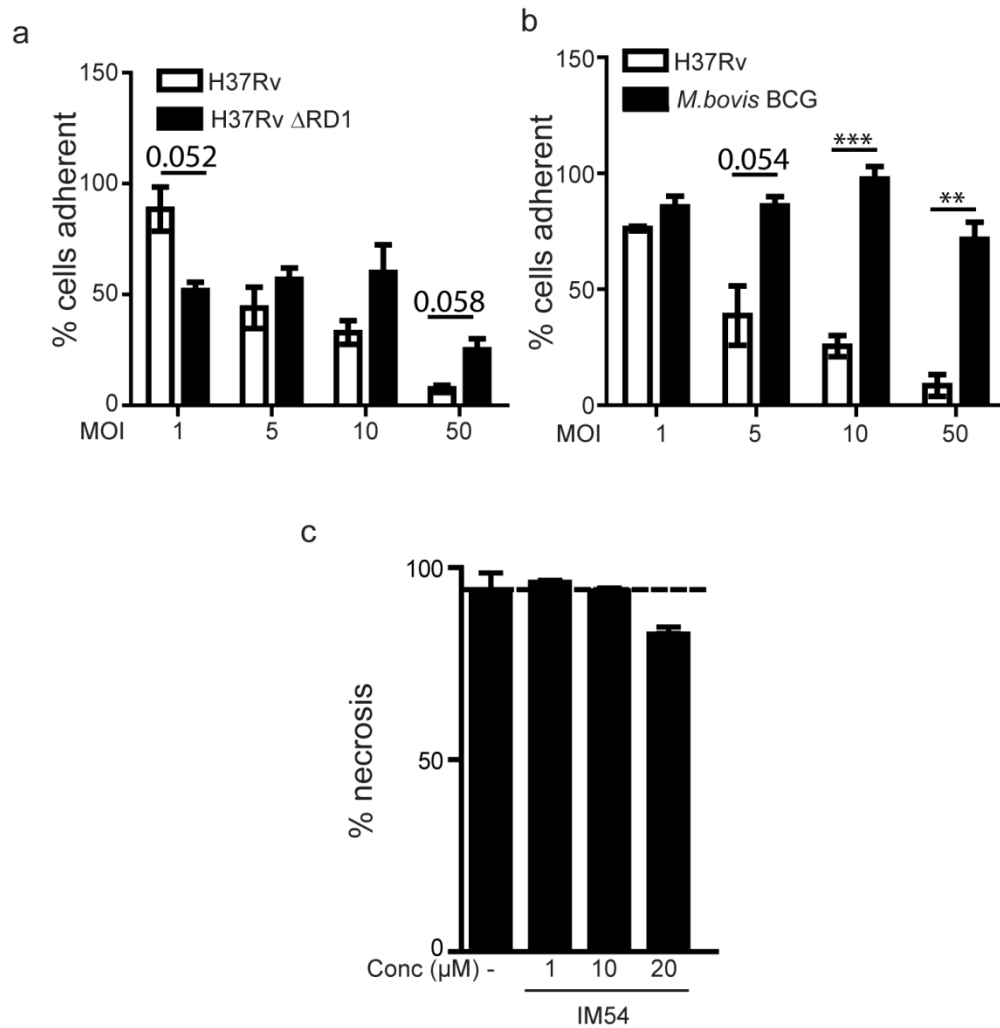 a
150
100
50
0
% cells adherent
H37Rv
H37Rv ΔRD1
0.052
0.058
MOI 1 5 10 50
b
150
100
50
0
% cells adherent
H37Rv
M.bovis BCG
0.054
***
**
MOI 1 5 10 50
c
100
50
0
% necrosis
Conc (µM) - 1 10 20
IM54